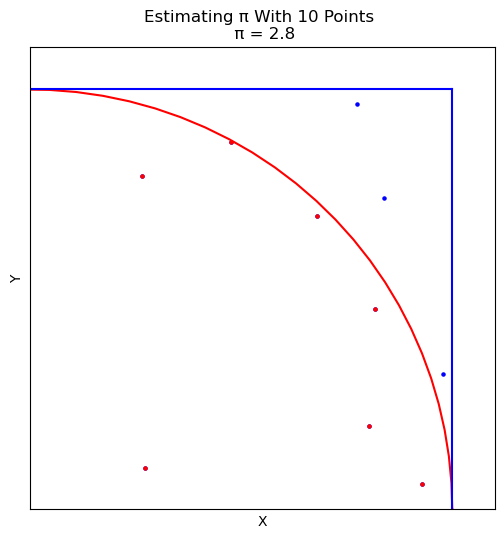 Estimating π With 10 Points
π = 2.8
Y
X